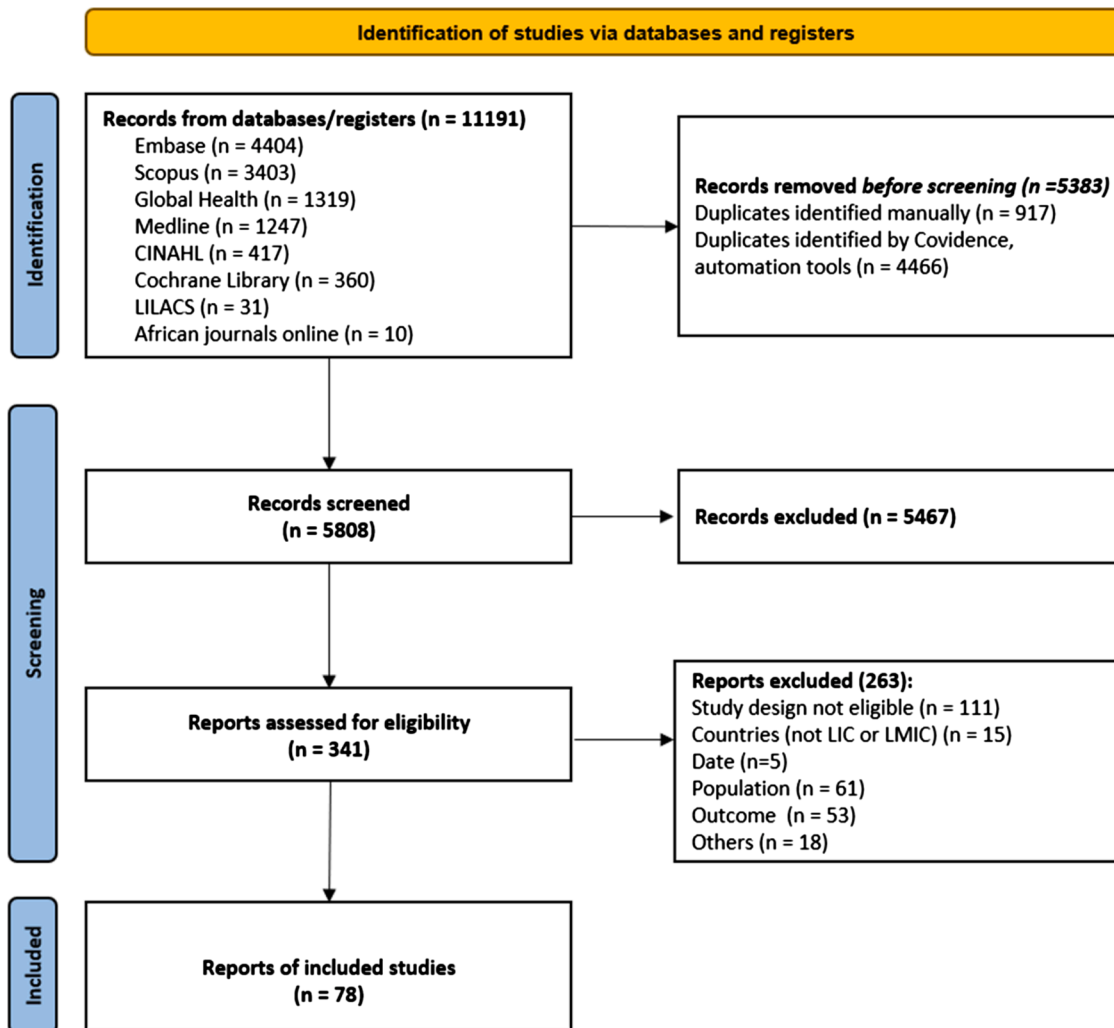 Identification of studies via databases and registers
Identification
Records from databases/registers (n = 11191)
Embase (n = 4404)
Scopus (n = 3403)
Global Health (n = 1319)
Medline (n = 1247)
CINAHL (n = 417)
Cochrane Library (n = 360)
LILACS (n = 31)
African journals online (n = 10)
Records removed before screening (n =5383)
Duplicates identified manually (n = 917)
Duplicates identified by Covidence,
automation tools (n = 4466)
Screening
Records screened
(n = 5808)
Records excluded (n = 5467)
Reports assessed for eligibility
(n = 341)
Reports excluded (263):
Study design not eligible (n = 111)
Countries (not LIC or LMIC) (n = 15)
Date (n=5)
Population (n = 61)
Outcome (n = 53)
Others (n = 18)
Included
Reports of included studies
(n = 78)